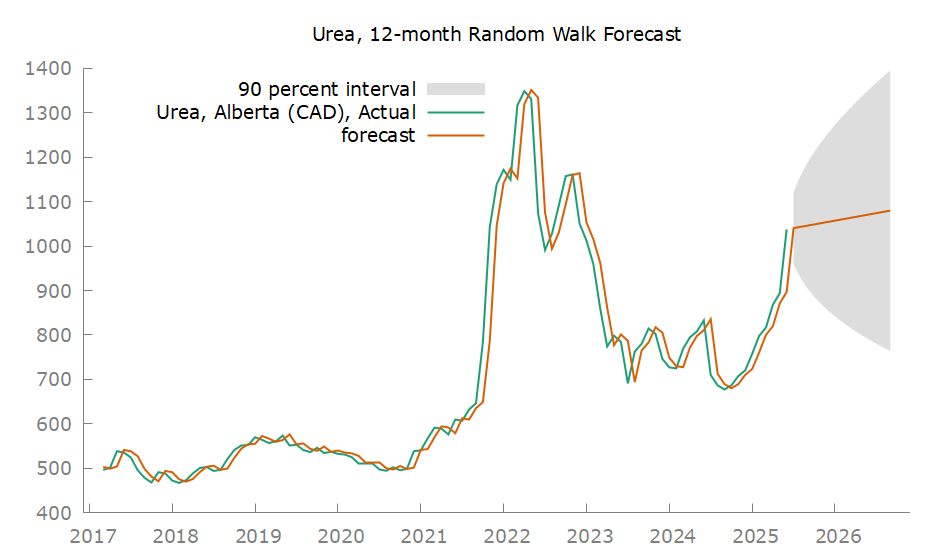 Urea, 12-month Random Walk Forecast
1400
90 percent interval
1300
Urea, Alberta (CAD), Actual
forecast
1200
1100
1000
900
800
700
600
500
400
2017 2018 2019 2020 2021 2022 2023 2024 2025 2026